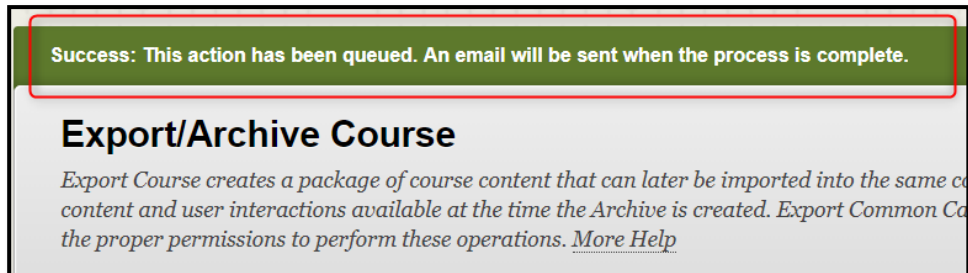 Success: This action has been queued. An email will be sent when the process is complete.
Export/Archive Course
Export Course creates a package of course content that can later be imported into the same
content and user interactions available at the time the Archive is created. Export Common
the proper permissions to perform these operations. More Help